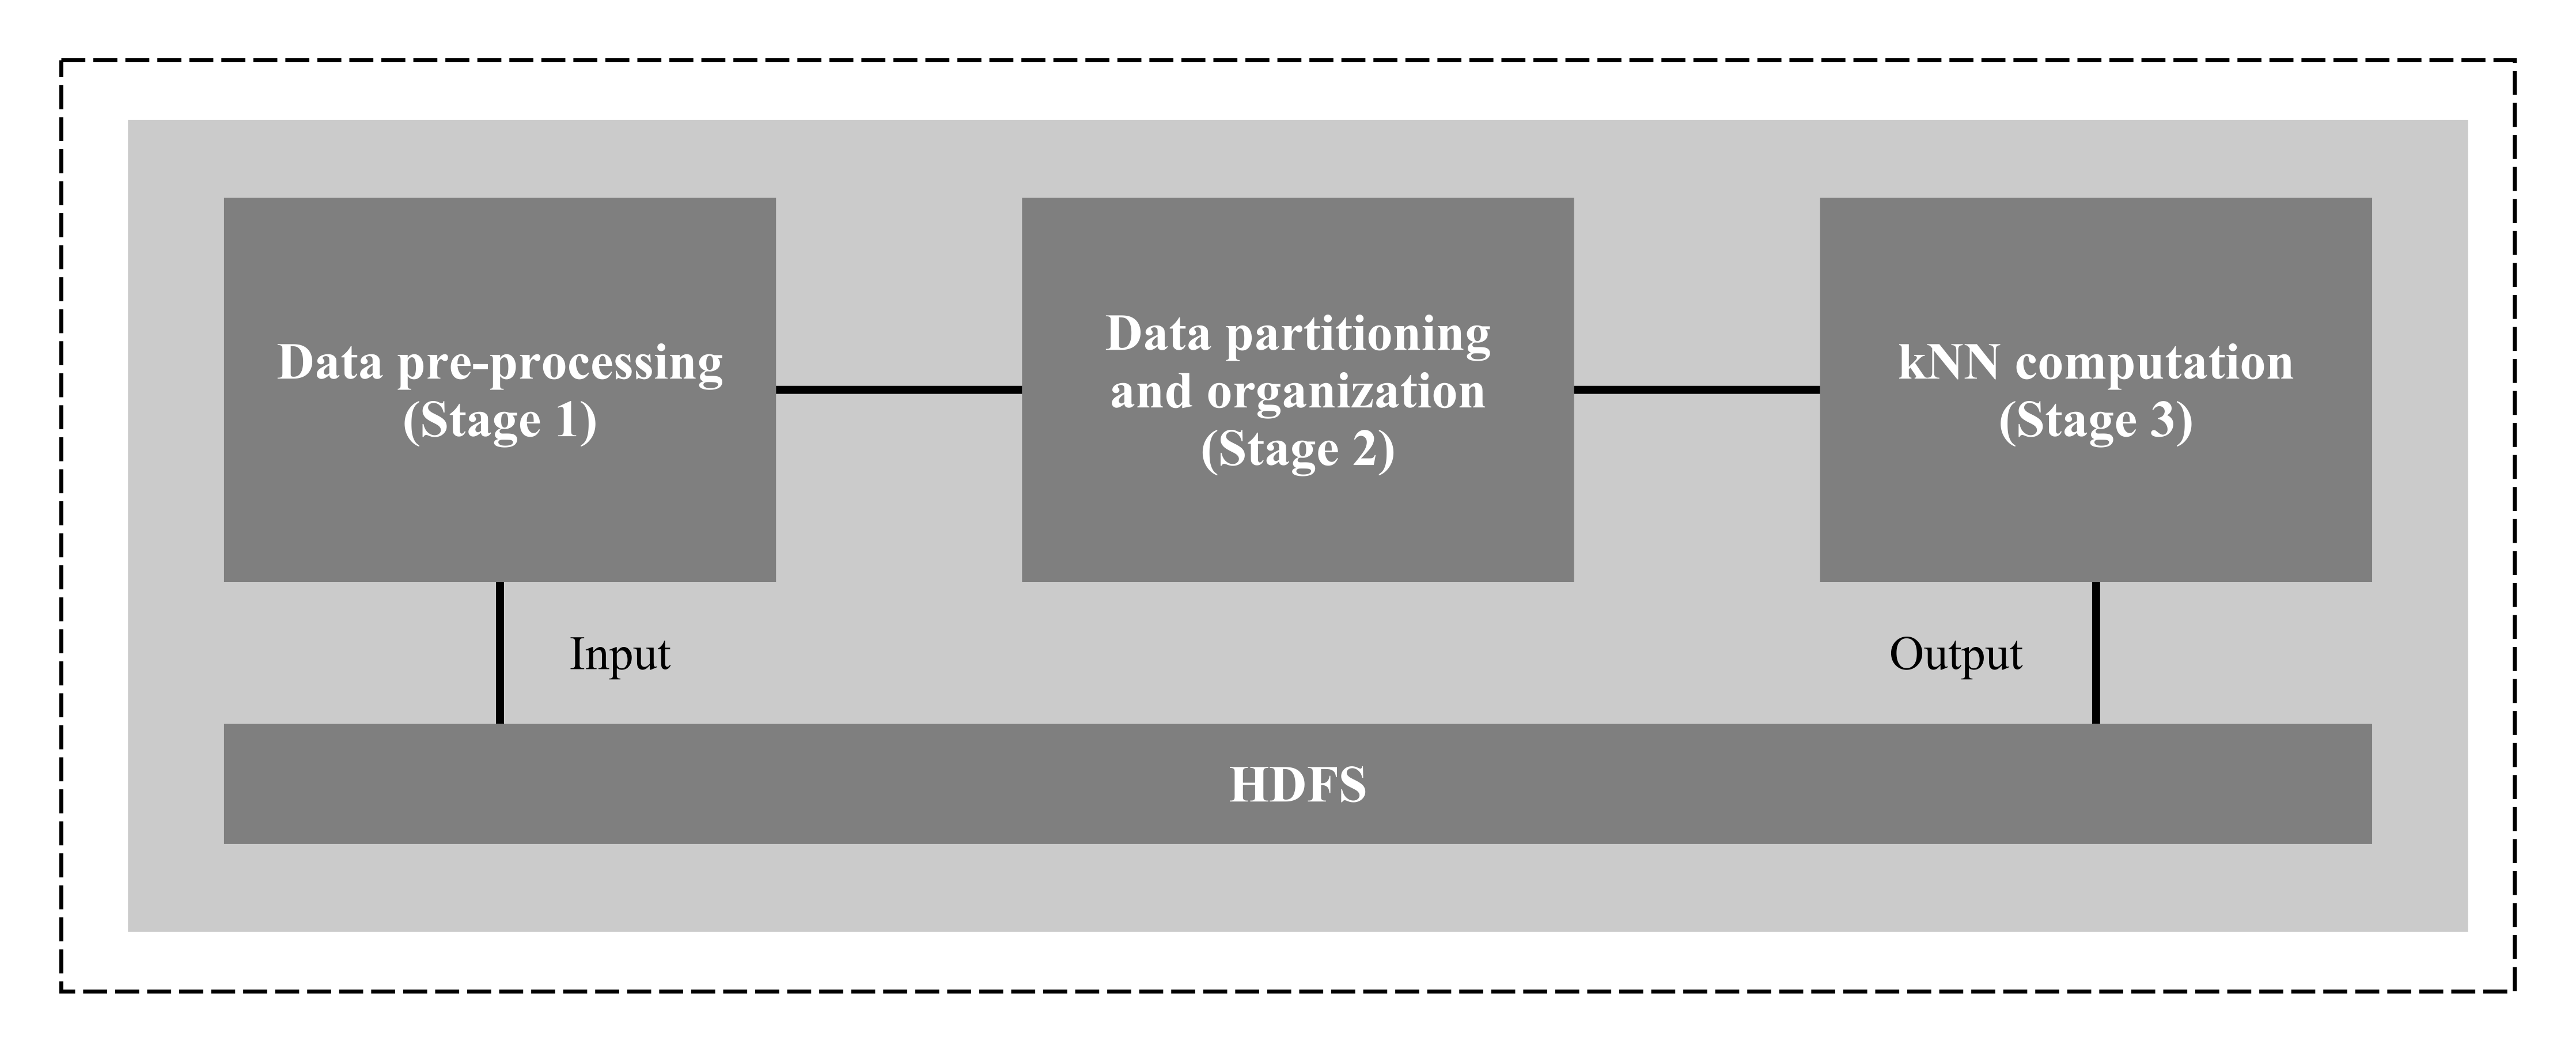 Data pre-processing
(Stage 1)
Data partitioning
and organization
(Stage 2)
kNN computation
(Stage 3)
Input
Output
HDFS